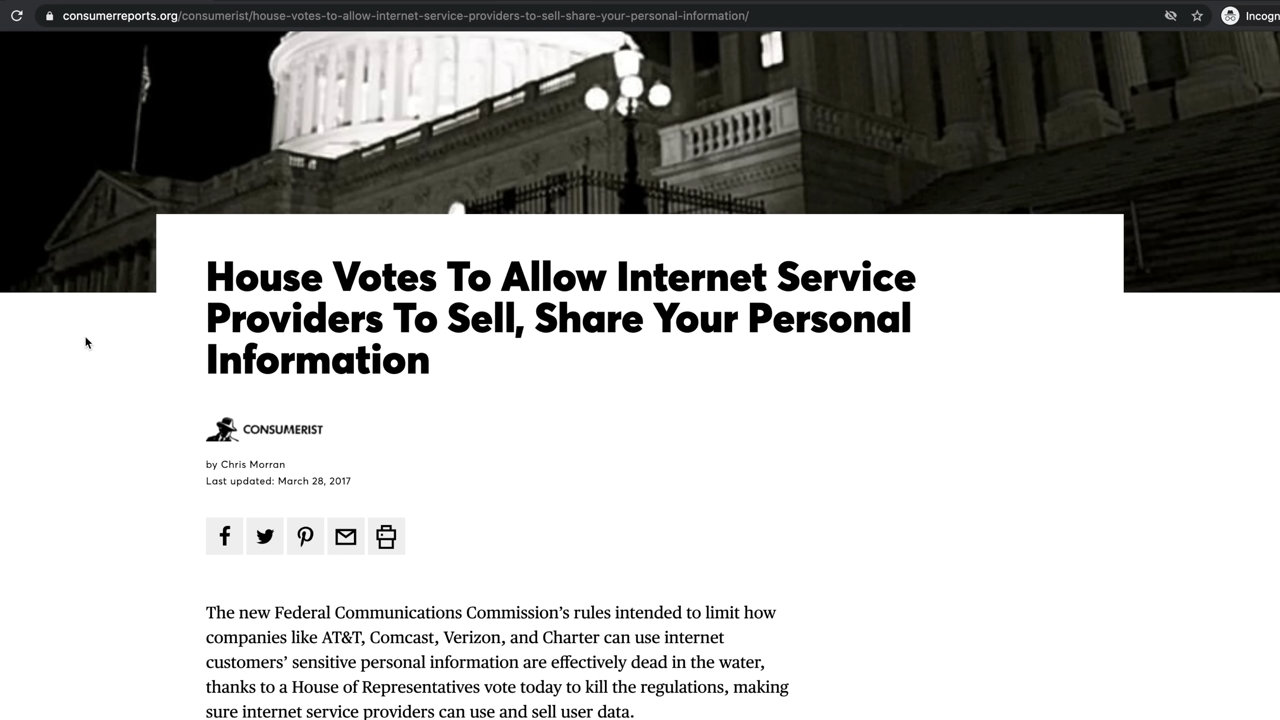 consumerreports.org/consumerist/house-votes-to-allow-internet-service-providers-to-sell-share-your-personal-information/
Incogn
House Votes To Allow Internet Service
Providers To Sell, Share Your Personal
Information
CONSUMERIST
by Chris Morran
Last updated: March 28, 2017
The new Federal Communications Commission’s rules intended to limit how
companies like AT&T, Comcast, Verizon, and Charter can use internet
customers’ sensitive personal information are effectively dead in the water,
thanks to a House of Representatives vote today to kill the regulations, making
sure internet service providers can use and sell user data.